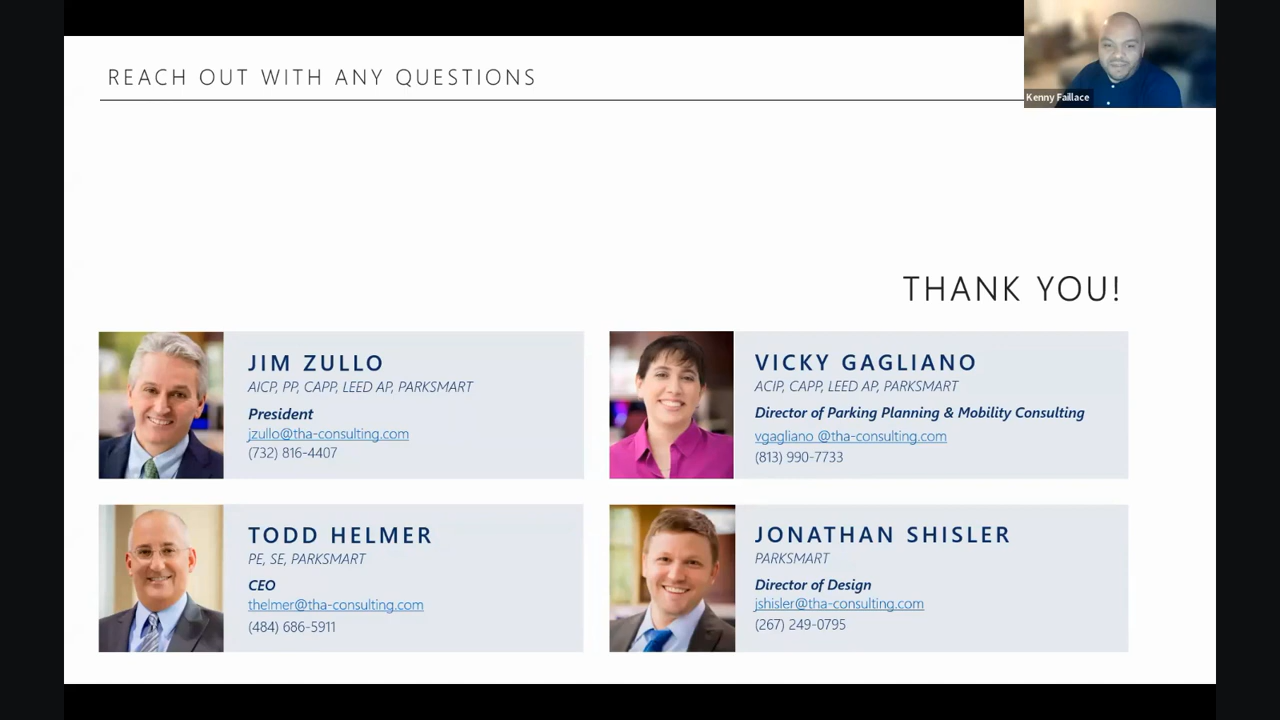 REACH OUT WITH ANY QUESTIONS
Kenny Faillace
THANK YOU!
JIM ZULLO
AICP, PP, CAPP, LEED AP, PARKSMART
President
jzullo@tha-consulting.com
(732) 816-4407
VICKY GAGLIANO
ACIP, CAPP, LEED AP, PARKSMART
Director of Parking Planning & Mobility Consulting
vgagliano @tha-consulting.com
(813) 990-7733
TODD HELMER
PE, SE, PARKSMART
CEO
thelmer@tha-consulting.com
(484) 686-5911
JONATHAN SHISLER
PARKSMART
Director of Design
jshisler@tha-consulting.com
(267) 249-0795